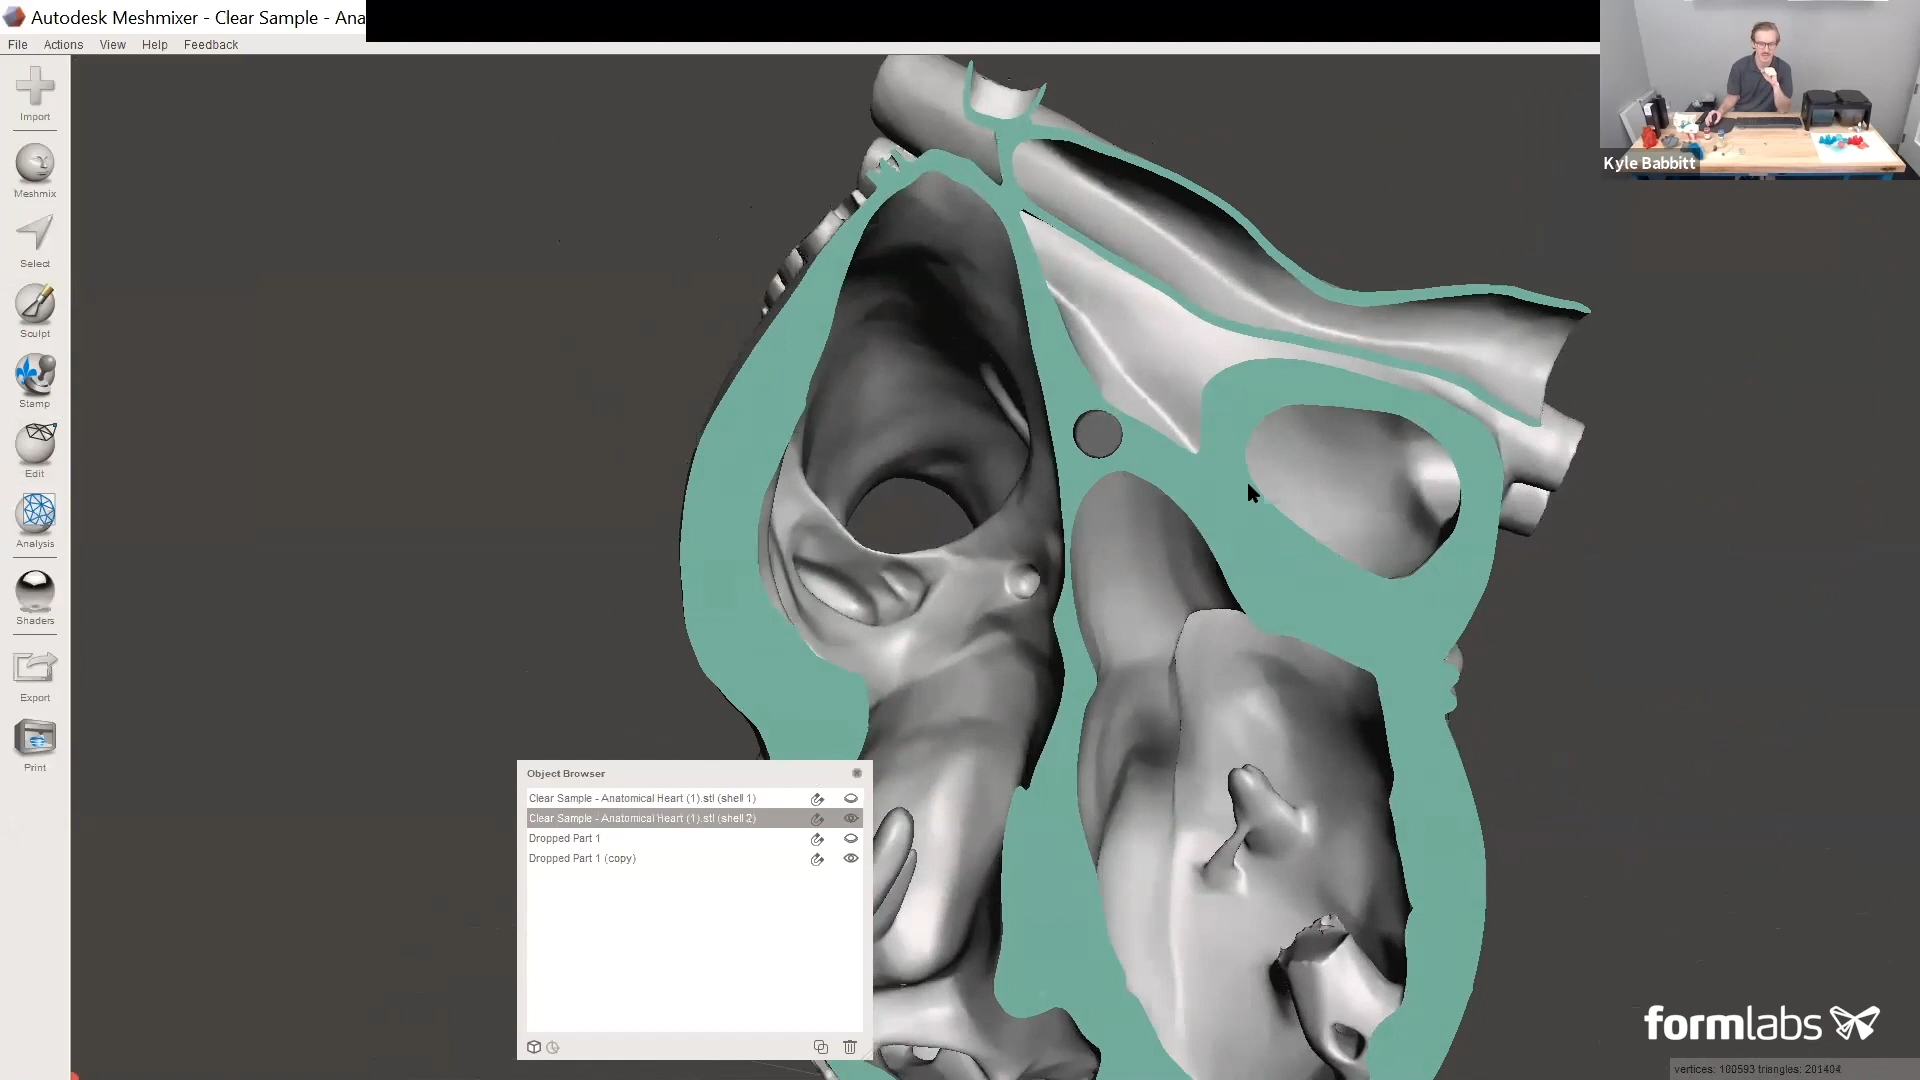 Autodesk Meshmixer - Clear Sample - Ana
File Actions View Help Feedback
Import
Meshmix
Select
Sculpt
Stamp
Edit
Analysis
Shaders
Export
Print
Kyle Babbitt
Object Browser
Clear Sample - Anatomical Heart (1).stl (shell 1)
Clear Sample - Anatomical Heart (1).stl (shell 2)
Dropped Part 1
Dropped Part 1 (copy)
formlabs
vertices: 100593 triangles: 201404